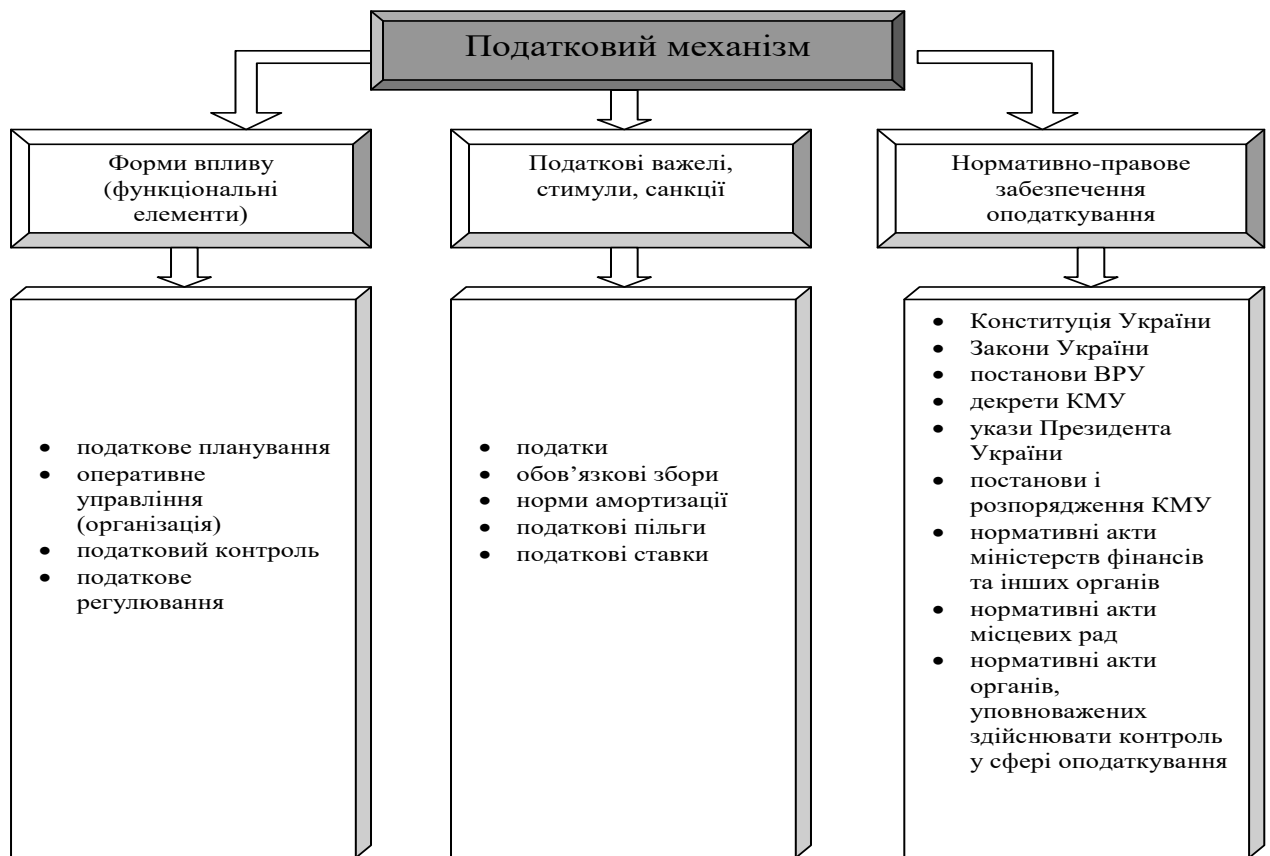 Податковий механізм
Форми впливу
(функціональні
елементи)
Податкові важелі,
стимули, санкції
Нормативно-правове
забезпечення
оподаткування
• податкове планування
• оперативне
управління
(організація)
• податковий контроль
• податкове
регулювання
• податки
• обов’язкові збори
• норми амортизації
• податкові пільги
• податкові ставки
• Конституція України
• Закони України
• постанови ВРУ
• декрети КМУ
• укази Президента
України
• постанови і
розпорядження КМУ
• нормативні акти
міністерств фінансів
та інших органів
• нормативні акти
місцевих рад
• нормативні акти
органів,
уповноважених
здійснювати контроль
у сфері оподаткування